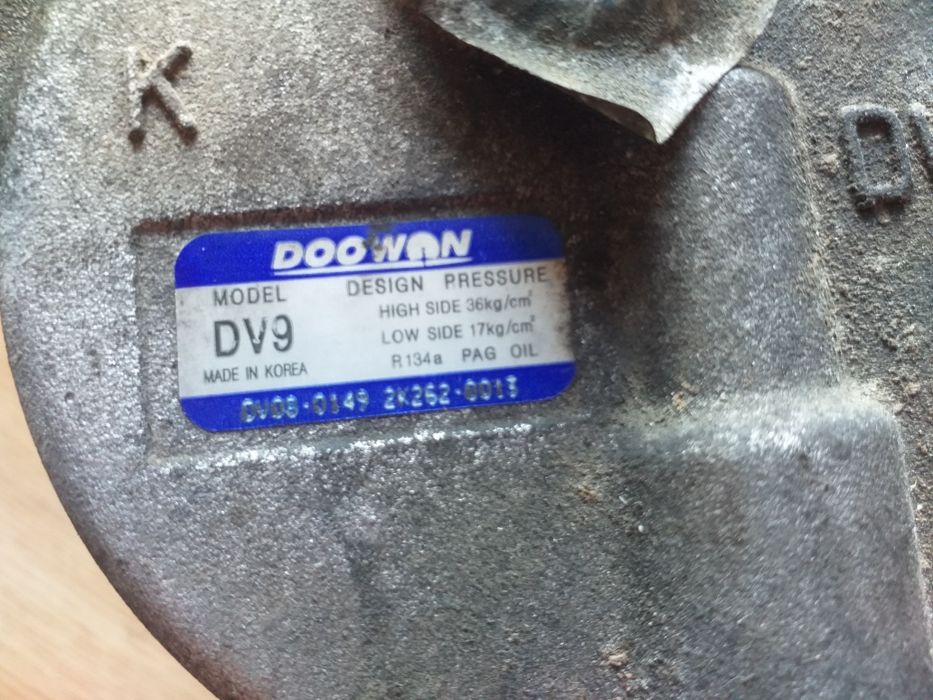 K
DOOWON
MODEL
DV9
MADE IN KOREA
DESIGN PRESSURE
HIGH SIDE 36kg/cm²
LOW SIDE 17kg/cm²
R134a PAG OIL
DV08-0149 2K262-0013